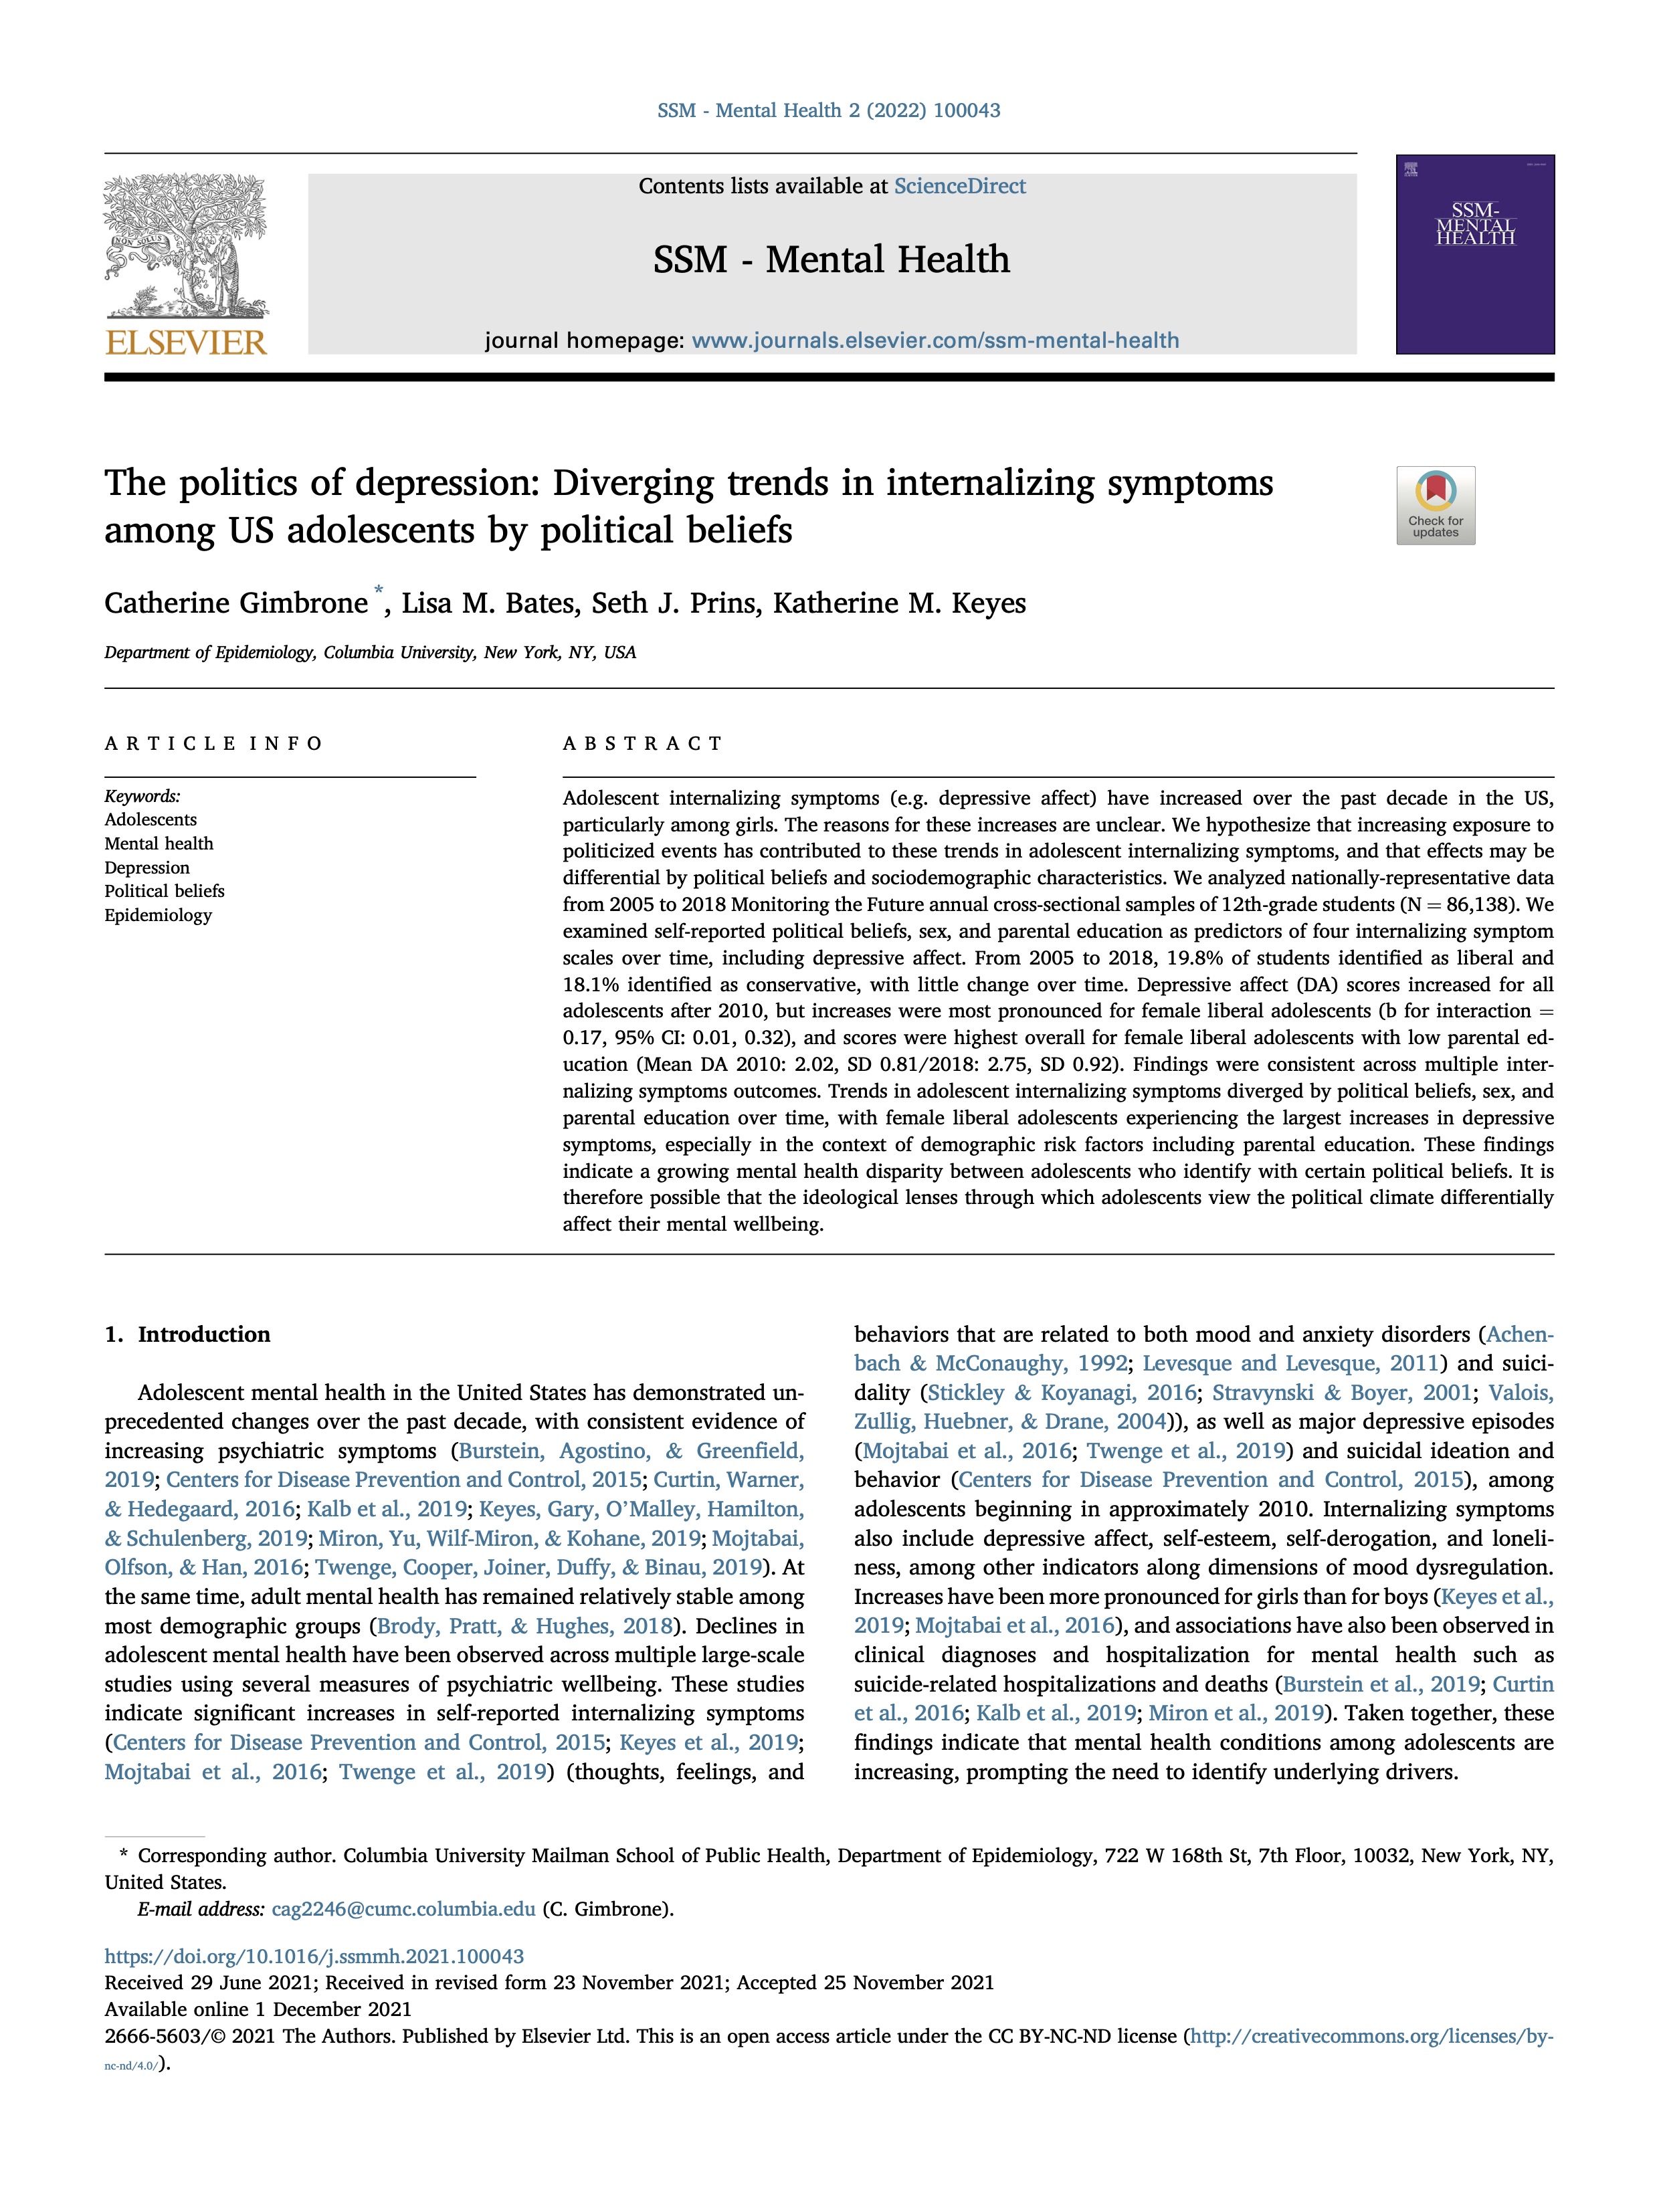 SSM - Mental Health 2 (2022) 100043
Contents lists available at ScienceDirect
SSM - Mental Health
journal homepage: www.journals.elsevier.com/ssm-mental-health
NON SOLUS
ELSEVIER
SSM-
MENTAL
HEALTH
The politics of depression: Diverging trends in internalizing symptoms
among US adolescents by political beliefs
Check for
updates
Catherine Gimbrone *, Lisa M. Bates, Seth J. Prins, Katherine M. Keyes
Department of Epidemiology, Columbia University, New York, NY, USA
ARTICLE INFO
Keywords:
Adolescents
Mental health
Depression
Political beliefs
Epidemiology
ABSTRACT
Adolescent internalizing symptoms (e.g. depressive affect) have increased over the past decade in the US,
particularly among girls. The reasons for these increases are unclear. We hypothesize that increasing exposure to
politicized events has contributed to these trends in adolescent internalizing symptoms, and that effects may be
differential by political beliefs and sociodemographic characteristics. We analyzed nationally-representative data
from 2005 to 2018 Monitoring the Future annual cross-sectional samples of 12th-grade students (N = 86,138). We
examined self-reported political beliefs, sex, and parental education as predictors of four internalizing symptom
scales over time, including depressive affect. From 2005 to 2018, 19.8% of students identified as liberal and
18.1% identified as conservative, with little change over time. Depressive affect (DA) scores increased for all
adolescents after 2010, but increases were most pronounced for female liberal adolescents (b for interaction =
0.17, 95% CI: 0.01, 0.32), and scores were highest overall for female liberal adolescents with low parental ed-
ucation (Mean DA 2010: 2.02, SD 0.81/2018: 2.75, SD 0.92). Findings were consistent across multiple inter-
nalizing symptoms outcomes. Trends in adolescent internalizing symptoms diverged by political beliefs, sex, and
parental education over time, with female liberal adolescents experiencing the largest increases in depressive
symptoms, especially in the context of demographic risk factors including parental education. These findings
indicate a growing mental health disparity between adolescents who identify with certain political beliefs. It is
therefore possible that the ideological lenses through which adolescents view the political climate differentially
affect their mental wellbeing.
1. Introduction
Adolescent mental health in the United States has demonstrated un-
precedented changes over the past decade, with consistent evidence of
increasing psychiatric symptoms (Burstein, Agostino, & Greenfield,
2019; Centers for Disease Prevention and Control, 2015; Curtin, Warner,
& Hedegaard, 2016; Kalb et al., 2019; Keyes, Gary, O'Malley, Hamilton,
& Schulenberg, 2019; Miron, Yu, Wilf-Miron, & Kohane, 2019; Mojtabai,
Olfson, & Han, 2016; Twenge, Cooper, Joiner, Duffy, & Binau, 2019). At
the same time, adult mental health has remained relatively stable among
most demographic groups (Brody, Pratt, & Hughes, 2018). Declines in
adolescent mental health have been observed across multiple large-scale
studies using several measures of psychiatric wellbeing. These studies
indicate significant increases in self-reported internalizing symptoms
(Centers for Disease Prevention and Control, 2015; Keyes et al., 2019;
Mojtabai et al., 2016; Twenge et al., 2019) (thoughts, feelings, and
behaviors that are related to both mood and anxiety disorders (Achen-
bach & McConaughy, 1992; Levesque and Levesque, 2011) and suici-
dality (Stickley & Koyanagi, 2016; Stravynski & Boyer, 2001; Valois,
Zullig, Huebner, & Drane, 2004)), as well as major depressive episodes
(Mojtabai et al., 2016; Twenge et al., 2019) and suicidal ideation and
behavior (Centers for Disease Prevention and Control, 2015), among
adolescents beginning in approximately 2010. Internalizing symptoms
also include depressive affect, self-esteem, self-derogation, and loneli-
ness, among other indicators along dimensions of mood dysregulation.
Increases have been more pronounced for girls than for boys (Keyes et al.,
2019; Mojtabai et al., 2016), and associations have also been observed in
clinical diagnoses and hospitalization for mental health such as
suicide-related hospitalizations and deaths (Burstein et al., 2019; Curtin
et al., 2016; Kalb et al., 2019; Miron et al., 2019). Taken together, these
findings indicate that mental health conditions among adolescents are
increasing, prompting the need to identify underlying drivers.
* Corresponding author. Columbia University Mailman School of Public Health, Department of Epidemiology, 722 W 168th St, 7th Floor, 10032, New York, NY,
United States.
E-mail address: cag2246@cumc.columbia.edu (C. Gimbrone).
https://doi.org/10.1016/j.ssmmh.2021.100043
Received 29 June 2021; Received in revised form 23 November 2021; Accepted 25 November 2021
Available online 1 December 2021
2666-5603/© 2021 The Authors. Published by Elsevier Ltd. This is an open access article under the CC BY-NC-ND license (http://creativecommons.org/licenses/by-
nc-nd/4.0/).